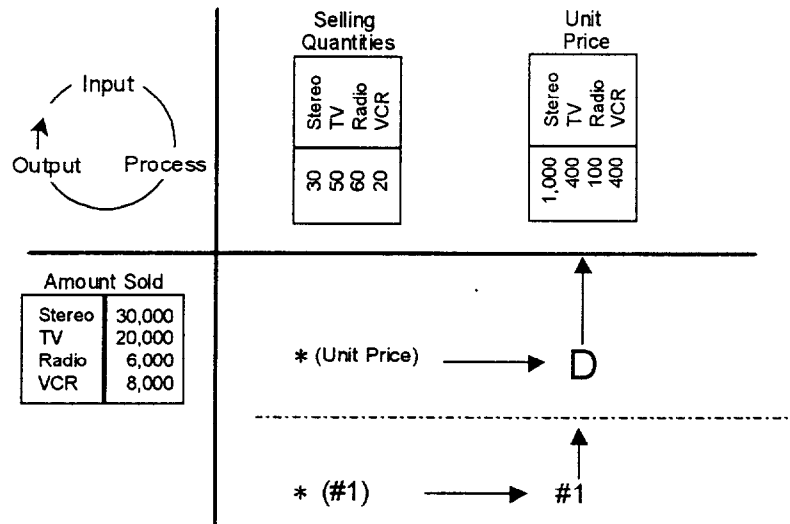 Input
Output Process
Selling
Quantities
Stereo
TV
Radio
VCR
30
50
60
20
Unit
Price
Stereo
TV
Radio
VCR
1,000
400
100
400
Amount Sold
Stereo 30,000
TV 20,000
Radio 6,000
VCR 8,000
* (Unit Price) D
* (#1) #1